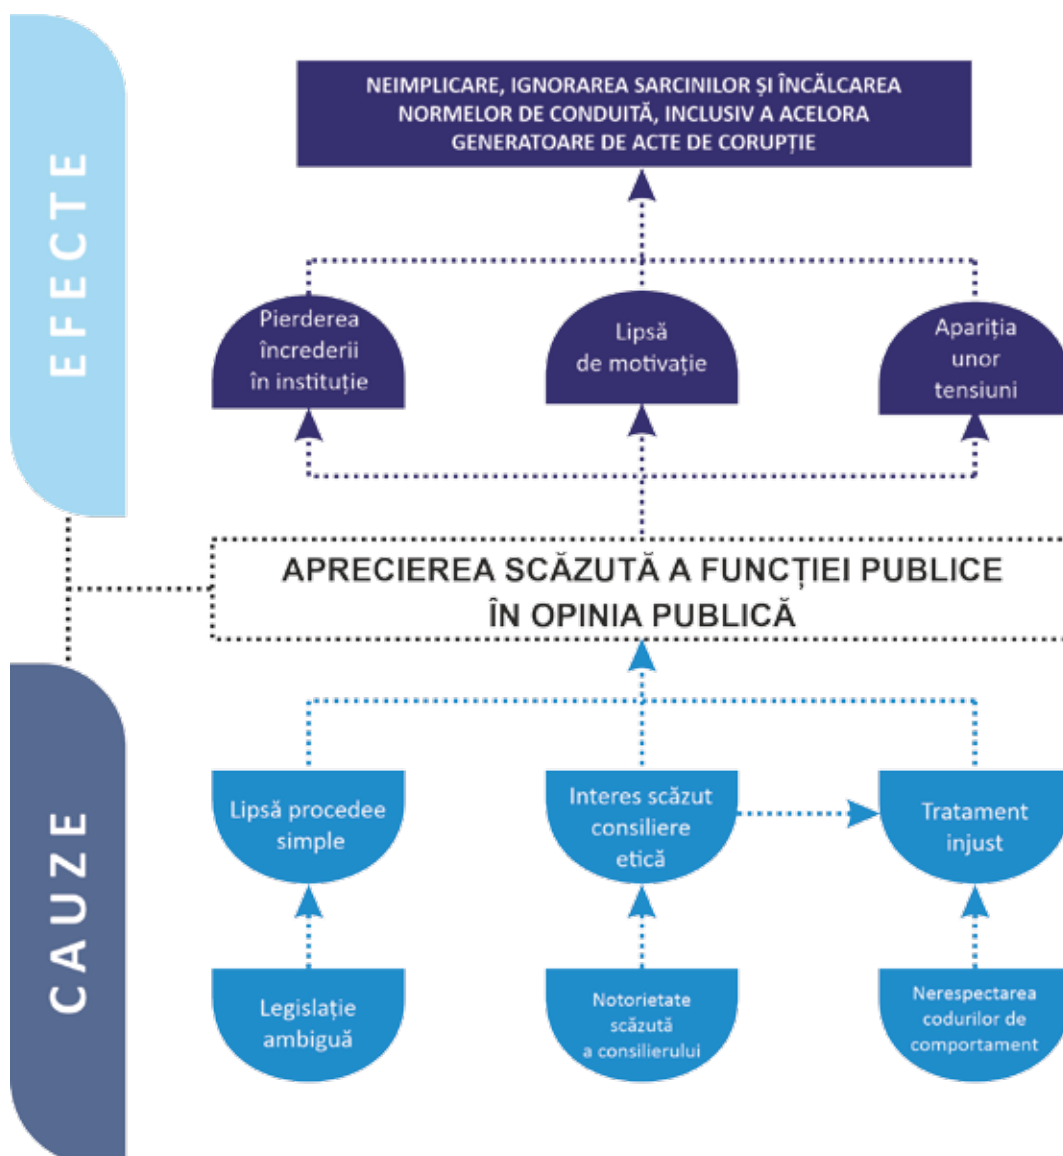 EFECTE
NEIMPLICARE, IGNORAREA SARCINILOR ȘI ÎNCĂLCAREA
NORMELOR DE CONDUITĂ, INCLUSIV A ACELORA
GENERATOARE DE ACTE DE CORUPȚIE
Pierderea
încrederii
în instituție
Lipsă
de motivație
Apariția
unor
tensiuni
APRECIEREA SCĂZUTĂ A FUNCȚIEI PUBLICE
ÎN OPINIA PUBLICĂ
CAUZE
Lipsă procedee
simple
Interes scăzut
consiliere
etică
Tratament
injust
Legislație
ambiguă
Notorietate
scăzută
a consilierului
Nerespectarea
codurilor de
comportament